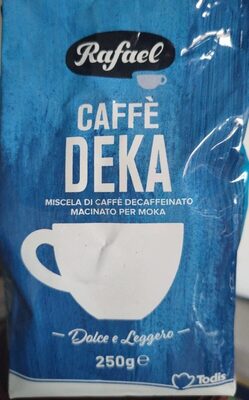 Rafael
CAFFÈ
DEKA
MISCELA DI CAFFÈ DECAFFEINATO
MACINATO PER MOKA
Dolce e Leggero
250g℮
Todis